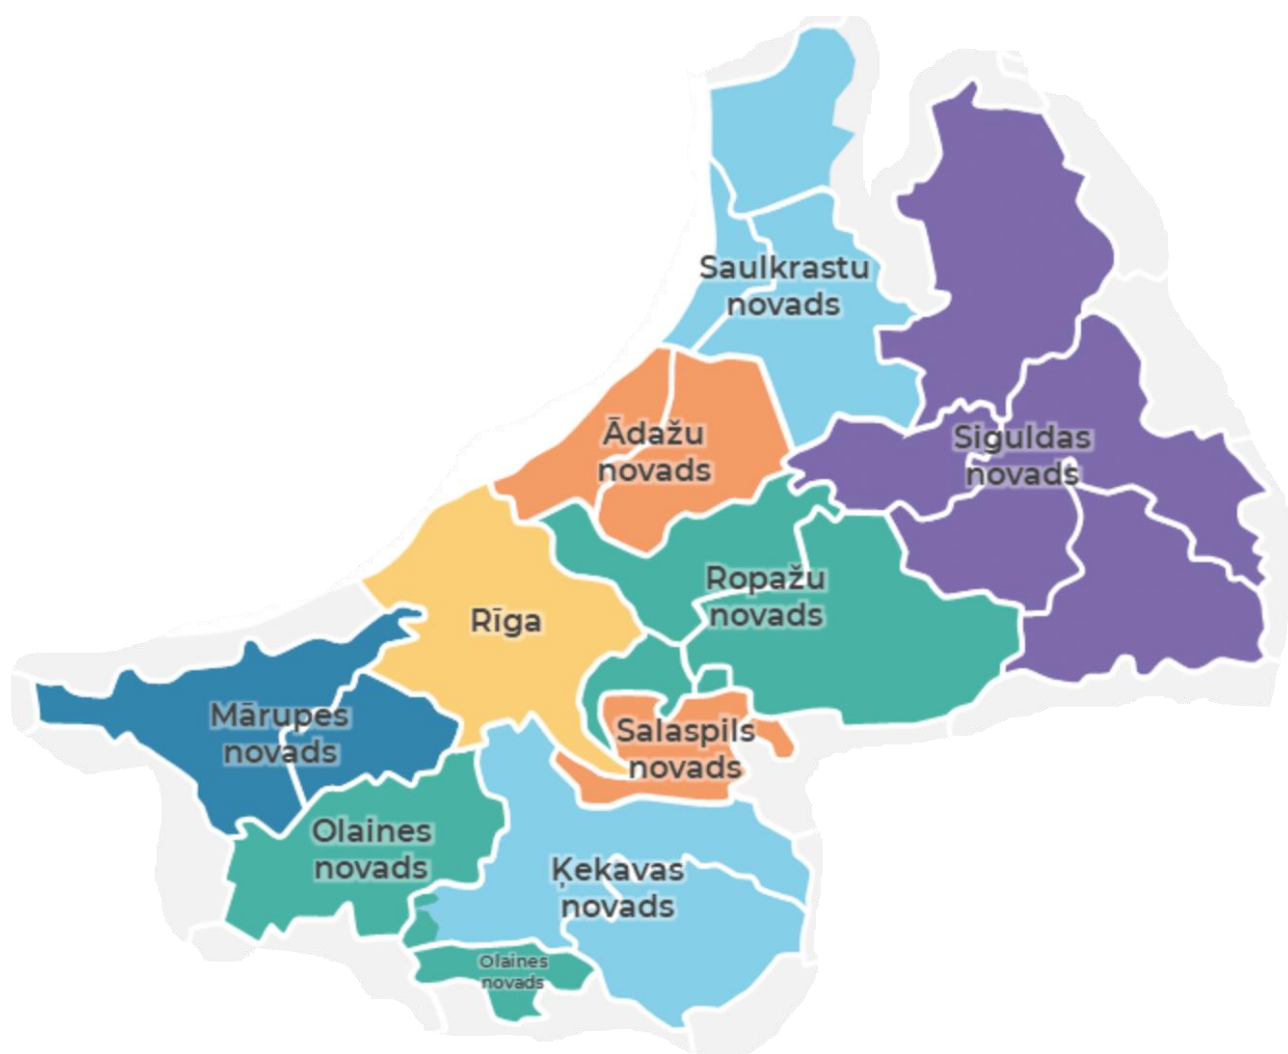 Saulkrastu
novads
Ādažu
novads
Siguldas
novads
Ropažu
novads
Rīga
Mārupes
novads
Salaspils
novads
Olaines
novads
Ķekavas
novads
Olaines
novads